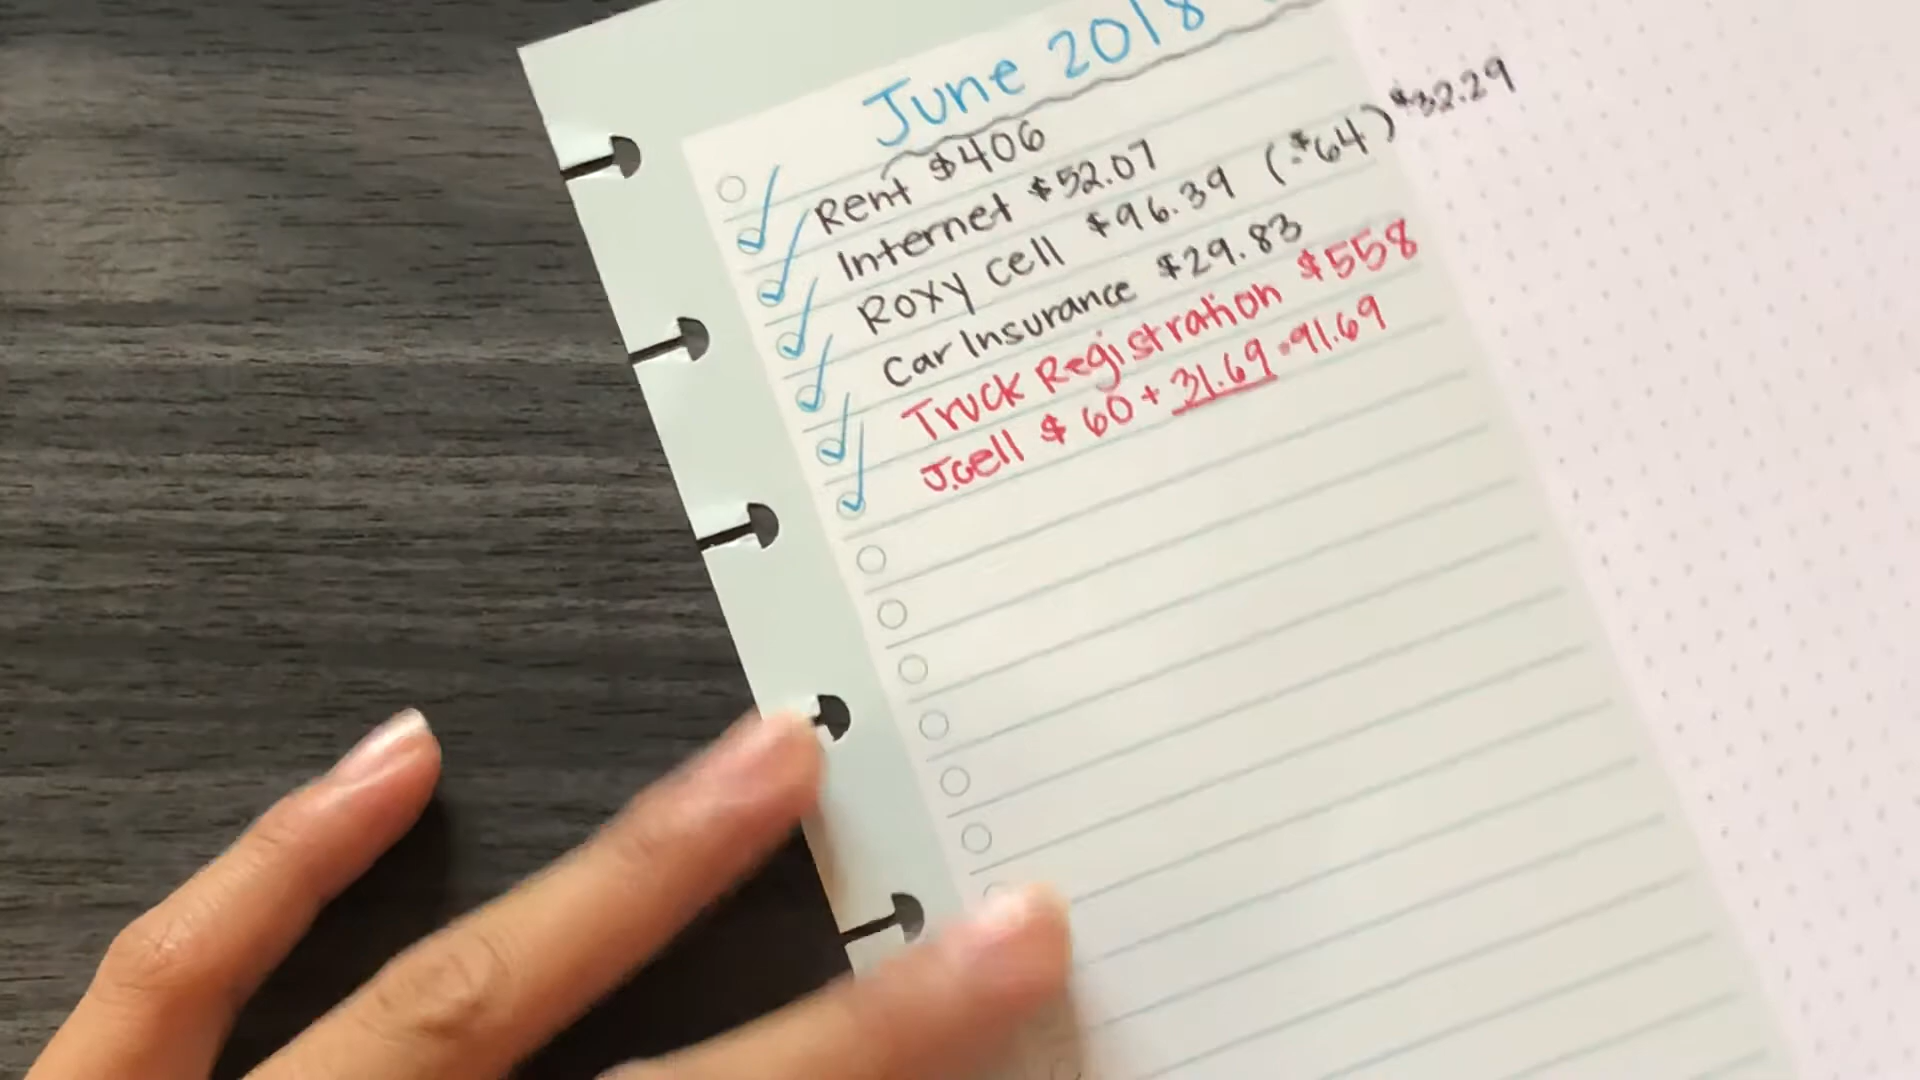 June 2018
Rent $406
Internet $52.07
Roxy cell $96.39 ($64) $32.29
Car Insurance $29.83
Truck Registration $558
J.cell $60 + 31.69 = 91.69